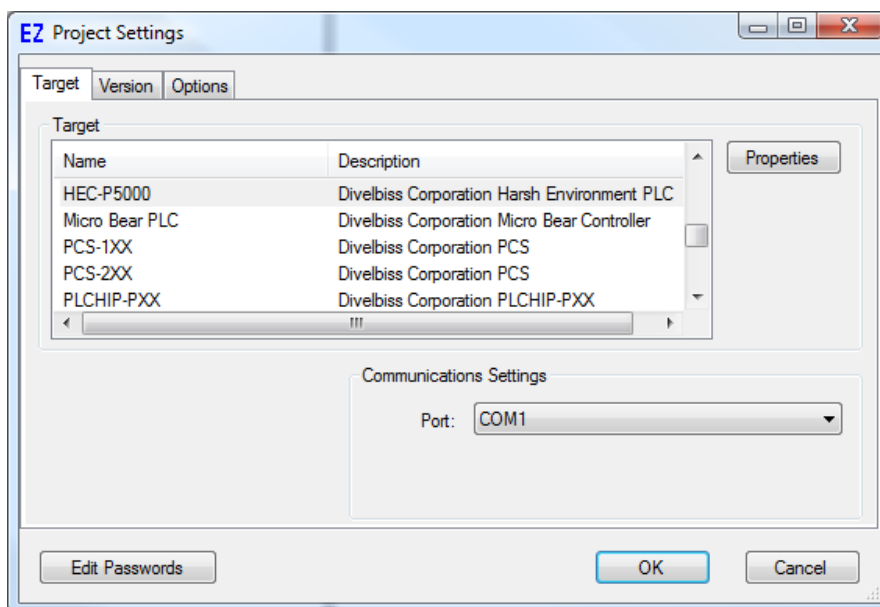 EZ Project Settings
Target Version Options
Target
Name Description
HEC-P5000 Divelbiss Corporation Harsh Environment PLC
Micro Bear PLC Divelbiss Corporation Micro Bear Controller
PCS-1XX Divelbiss Corporation PCS
PCS-2XX Divelbiss Corporation PCS
PLCHIP-PXX Divelbiss Corporation PLCHIP-PXX
Properties
Communications Settings
Port: COM1
Edit Passwords OK Cancel